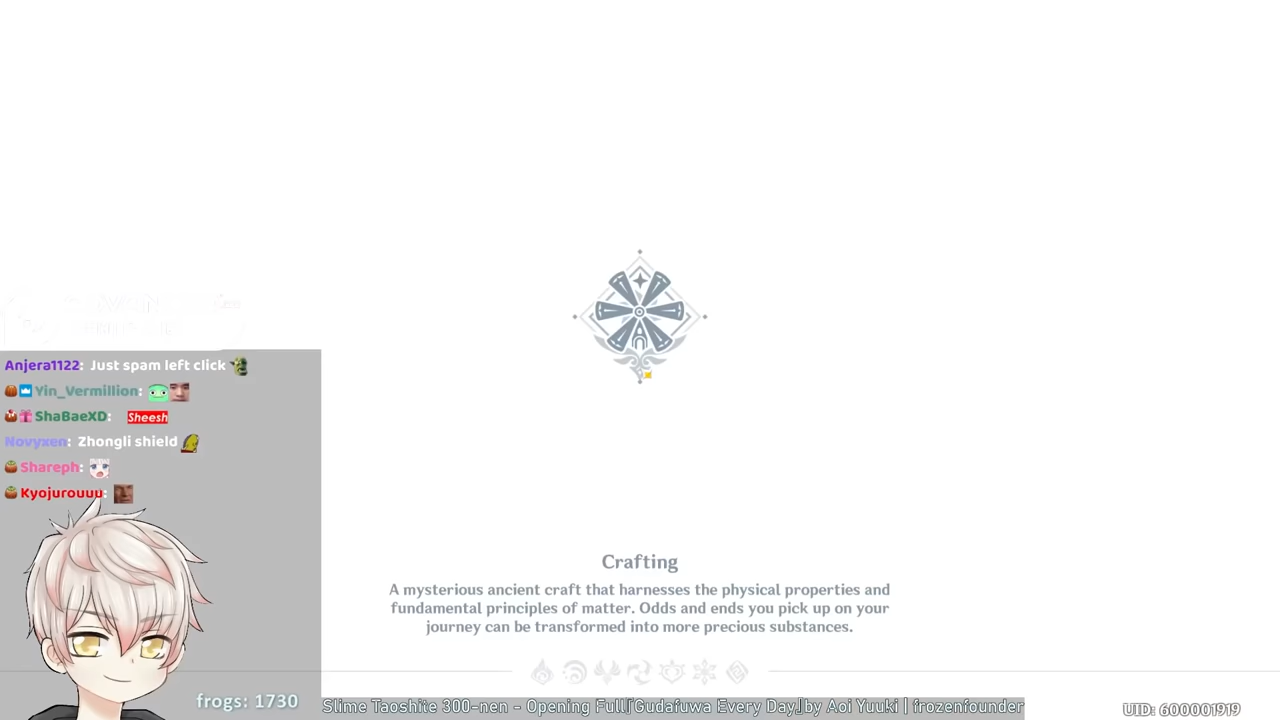 Anjera1122: Just spam left click
Yin_Vermillion:
ShaBaeXD: Sheesh
Novyxen: Zhongli shield
Shareph:
Kyojurouuu:
Crafting
A mysterious ancient craft that harnesses the physical properties and
fundamental principles of matter. Odds and ends you pick up on your
journey can be transformed into more precious substances.
frogs: 1730
Slime Taoshite 300-nen - Opening Full『Gudafuwa Every Day』by Aoi Yuuki | frozenfounder
UID: 600001919